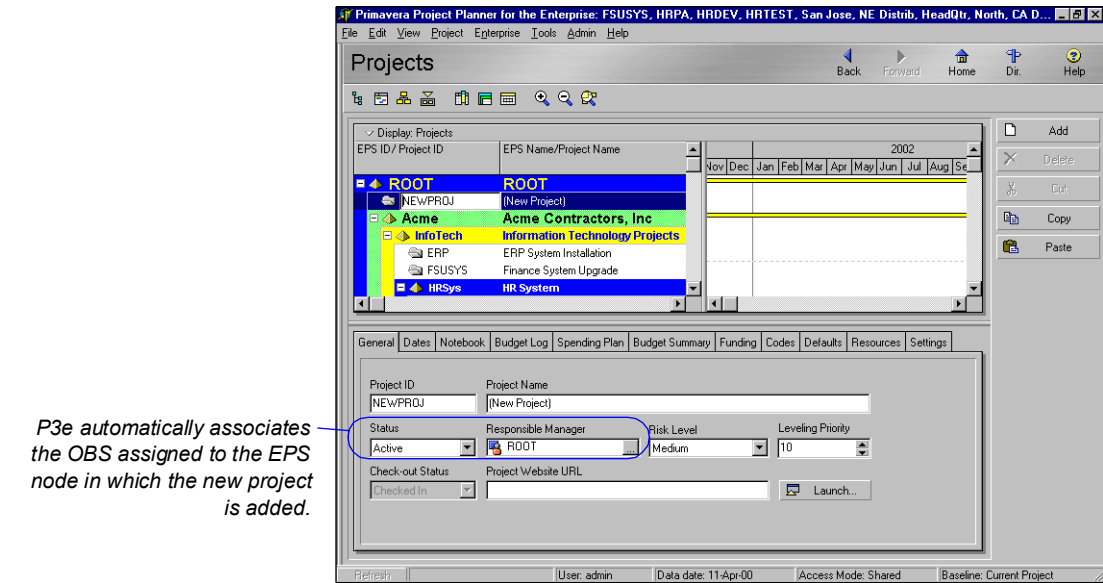 Primavera Project Planner for the Enterprise: FSUSYS, HRPA, HRDEV, HRTEST, San Jose, NE Distrib, HeadQtr, North, CA D...
File Edit View Project Enterprise Tools Admin Help
Projects
Back Forward Home Dir. Help
Display: Projects
EPS ID / Project ID EPS Name/Project Name
2002
Nov Dec Jan Feb Mar Apr May Jun Jul Aug Se
ROOT ROOT
NEWPROJ (New Project)
Acme Acme Contractors, Inc
InfoTech Information Technology Projects
ERP ERP System Installation
FSUSYS Finance System Upgrade
HRSys HR System
Add
Delete
Cut
Copy
Paste
General Dates Notebook Budget Log Spending Plan Budget Summary Funding Codes Defaults Resources Settings
Project ID Project Name
NEWPROJ (New Project)
Status Responsible Manager Risk Level Leveling Priority
Active ROOT ... Medium 10
Check-out Status Project Website URL
Checked In Launch...
P3e automatically associates
the OBS assigned to the EPS
node in which the new project
is added.
Refresh User: admin Data date: 11-Apr-00 Access Mode: Shared Baseline: Current Project